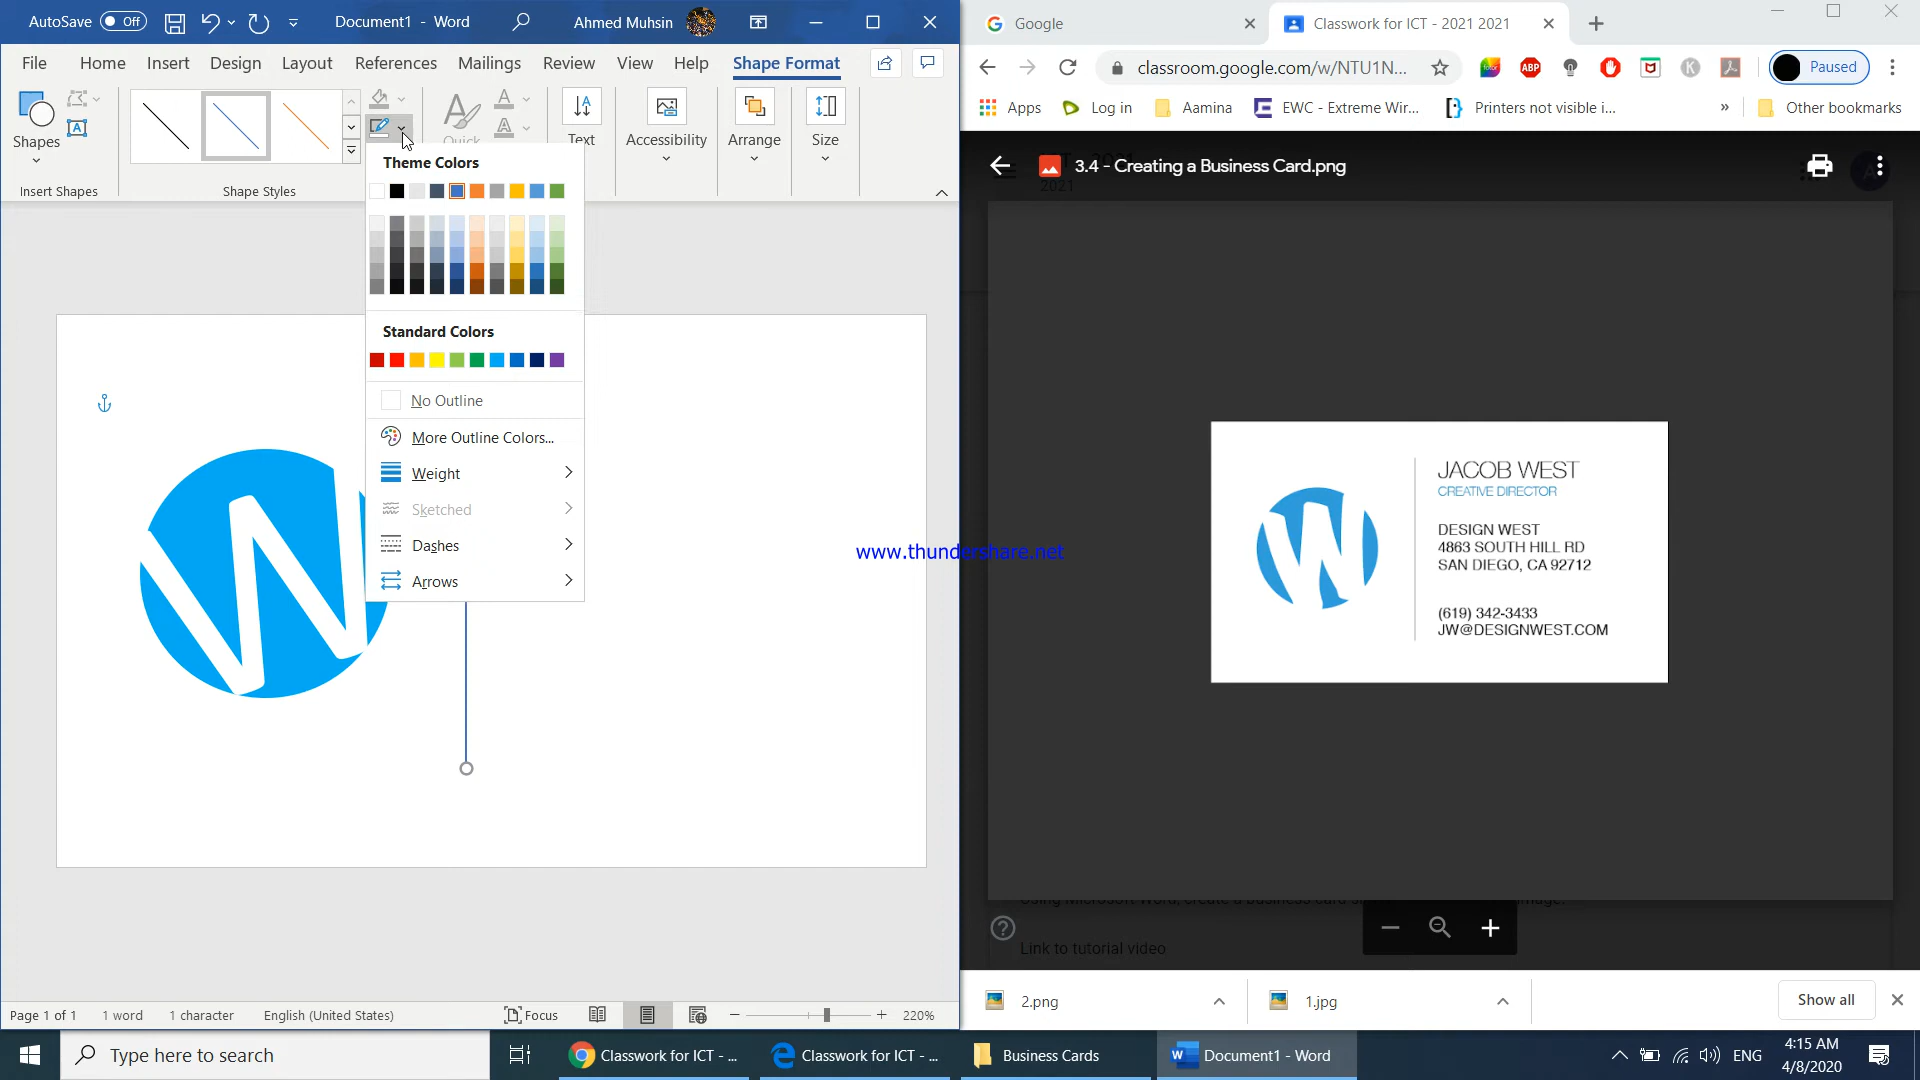 AutoSave Off Document1 - Word Ahmed Muhsin
File Home Insert Design Layout References Mailings Review View Help Shape Format
Shapes Quick Text Accessibility Arrange Size
Insert Shapes Shape Styles
Theme Colors
Standard Colors
No Outline
More Outline Colors...
Weight
Sketched
Dashes
Arrows
W
Page 1 of 1 1 word 1 character English (United States) Focus 220%
Google Classwork for ICT - 2021 2021
classroom.google.com/w/NTU1N... Paused
Apps Log in Aamina EWC - Extreme Wir... Printers not visible i... » Other bookmarks
3.4 - Creating a Business Card.png
2021
W
JACOB WEST
CREATIVE DIRECTOR
DESIGN WEST
4863 SOUTH HILL RD
SAN DIEGO, CA 92712
(619) 342-3433
JW@DESIGNWEST.COM
www.thundershare.net
Link to tutorial video
2.png 1.jpg Show all
Type here to search Classwork for ICT - ... Classwork for ICT - ... Business Cards Document1 - Word ENG 4:15 AM
4/8/2020